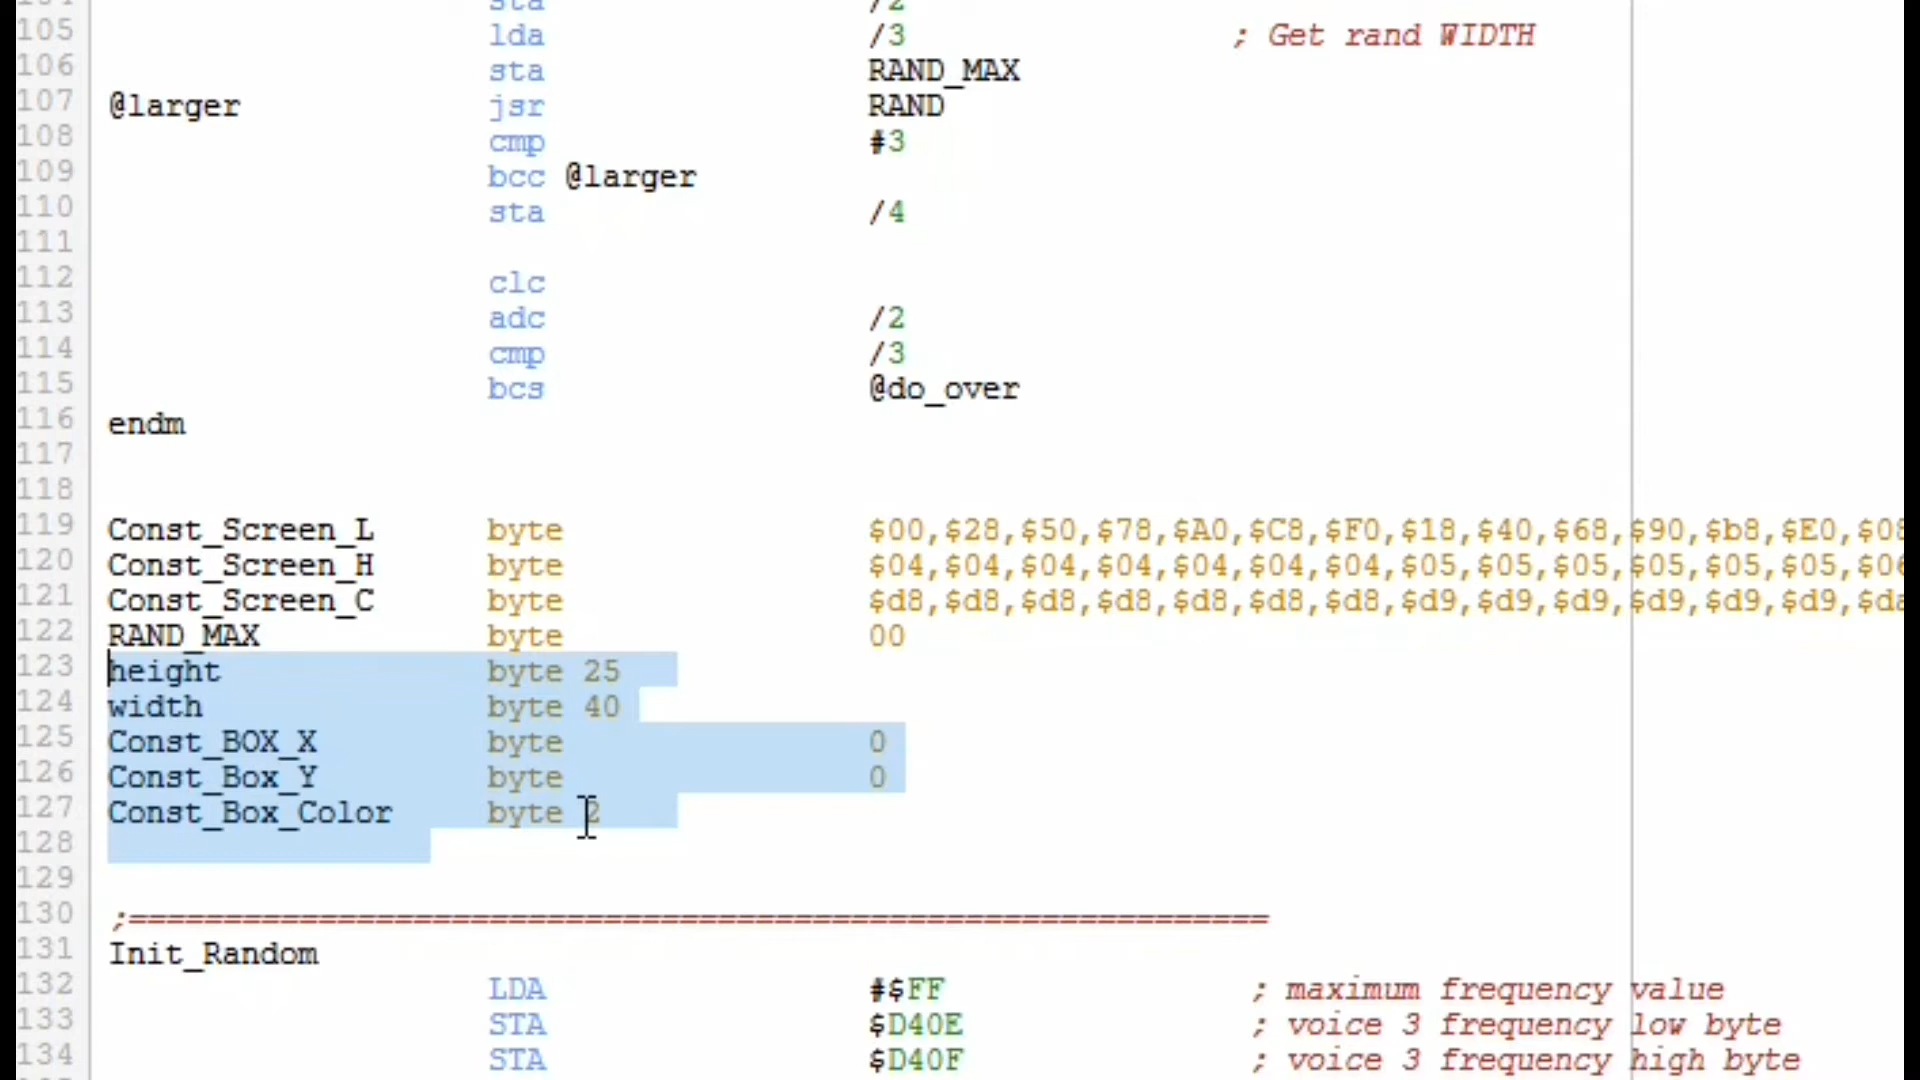 sta /2
105 lda /3 ; Get rand WIDTH
106 sta RAND_MAX
107 @larger jsr RAND
108 cmp #3
109 bcc @larger
110 sta /4
111
112 clc
113 adc /2
114 cmp /3
115 bcs @do_over
116 endm
117
118
119 Const_Screen_L byte $00,$28,$50,$78,$A0,$C8,$F0,$18,$40,$68,$90,$b8,$E0,$08
120 Const_Screen_H byte $04,$04,$04,$04,$04,$04,$04,$05,$05,$05,$05,$05,$05,$06
121 Const_Screen_C byte $d8,$d8,$d8,$d8,$d8,$d8,$d8,$d9,$d9,$d9,$d9,$d9,$d9,$da
122 RAND_MAX byte 00
123 height byte 25
124 width byte 40
125 Const_BOX_X byte 0
126 Const_Box_Y byte 0
127 Const_Box_Color byte 2
128
129
130 ;============================================================
131 Init_Random
132 LDA #$FF ; maximum frequency value
133 STA $D40E ; voice 3 frequency low byte
134 STA $D40F ; voice 3 frequency high byte